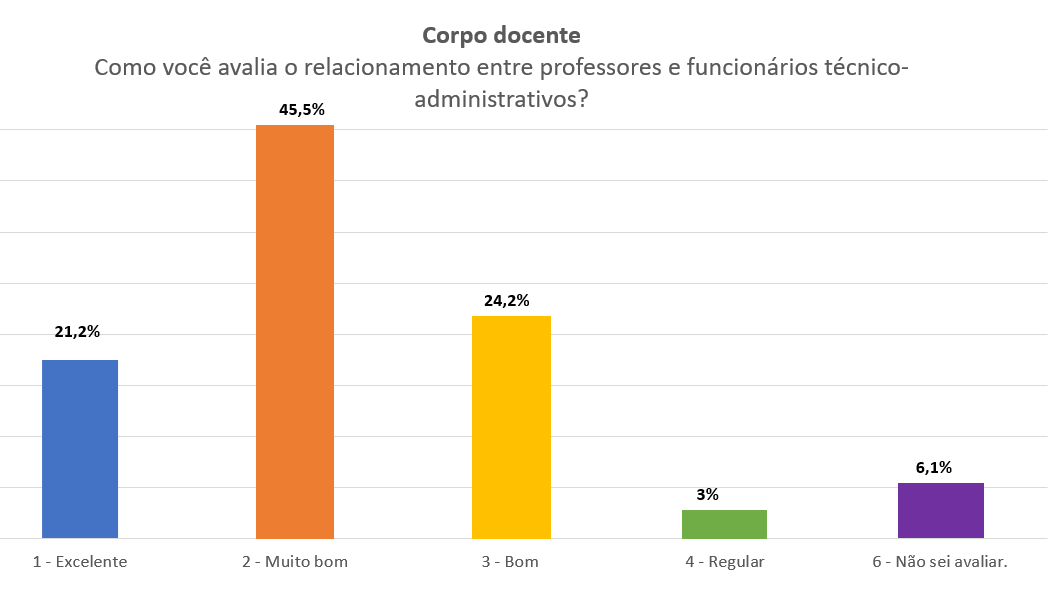 Corpo docente
Como você avalia o relacionamento entre professores e funcionários técnico-
administrativos?
45,5%
24,2%
21,2%
6,1%
3%
1 - Excelente
2 - Muito bom
3 - Bom
4 - Regular
6 - Não sei avaliar.